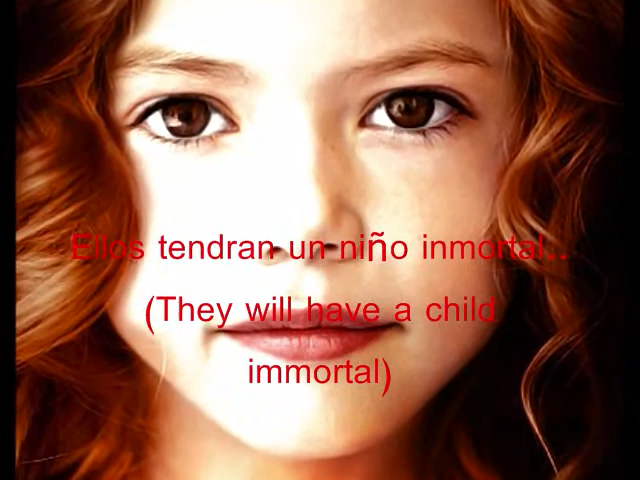 Ellos tendran un niño inmortal...
(They will have a child
immortal)